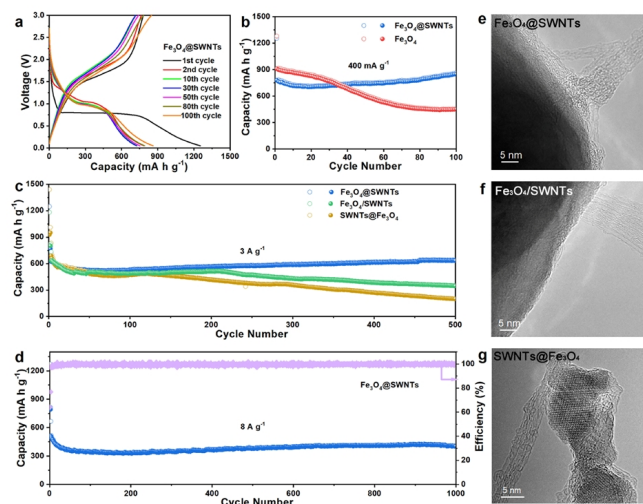 a
Fe₃O₄@SWNTs
1st cycle
2nd cycle
10th cycle
30th cycle
50th cycle
80th cycle
100th cycle
Voltage (V)
3.0
2.5
2.0
1.5
1.0
0.5
0.0
0 300 600 900 1200 1500
Capacity (mA h g⁻¹)
b
Fe₃O₄@SWNTs
Fe₃O₄
400 mA g⁻¹
Capacity (mA h g⁻¹)
1600
1200
800
400
0
0 20 40 60 80 100
Cycle Number
c
Fe₃O₄@SWNTs
Fe₃O₄/SWNTs
SWNTs@Fe₃O₄
3 A g⁻¹
Capacity (mA h g⁻¹)
1500
1200
900
600
300
0
0 100 200 300 400 500
Cycle Number
d
Fe₃O₄@SWNTs
8 A g⁻¹
Capacity (mA h g⁻¹)
1200
900
600
300
0
0 200 400 600 800 1000
Cycle Number
100
80
60
40
20
0
Efficiency (%)
e
Fe₃O₄@SWNTs
5 nm
f
Fe₃O₄/SWNTs
5 nm
g
SWNTs@Fe₃O₄
5 nm